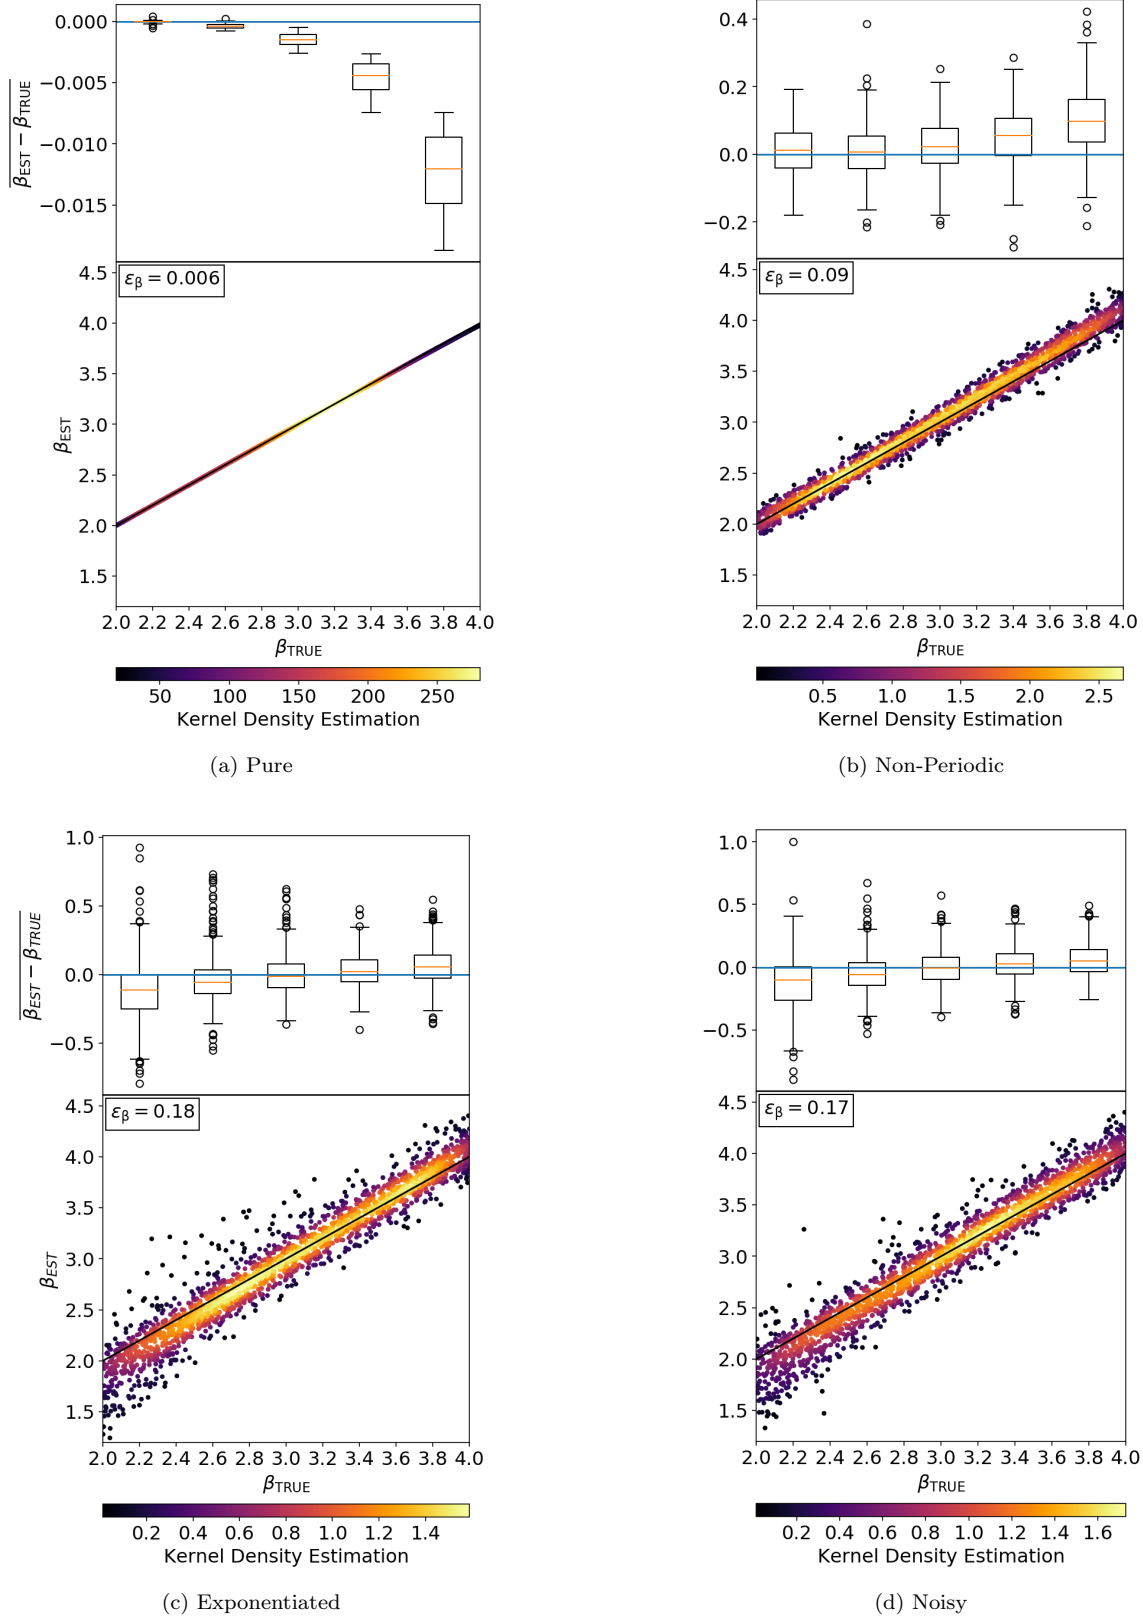 0.000
−0.005
−0.010
−0.015
β_EST − β_TRUE
ε_β = 0.006
4.5
4.0
3.5
3.0
2.5
2.0
1.5
β_EST
2.0 2.2 2.4 2.6 2.8 3.0 3.2 3.4 3.6 3.8 4.0
β_TRUE
50 100 150 200 250
Kernel Density Estimation
(a) Pure
0.4
0.2
0.0
−0.2
ε_β = 0.09
4.5
4.0
3.5
3.0
2.5
2.0
1.5
2.0 2.2 2.4 2.6 2.8 3.0 3.2 3.4 3.6 3.8 4.0
β_TRUE
0.5 1.0 1.5 2.0 2.5
Kernel Density Estimation
(b) Non-Periodic
1.0
0.5
0.0
−0.5
β_EST − β_TRUE
ε_β = 0.18
4.5
4.0
3.5
3.0
2.5
2.0
1.5
β_EST
2.0 2.2 2.4 2.6 2.8 3.0 3.2 3.4 3.6 3.8 4.0
β_TRUE
0.2 0.4 0.6 0.8 1.0 1.2 1.4
Kernel Density Estimation
(c) Exponentiated
1.0
0.5
0.0
−0.5
ε_β = 0.17
4.5
4.0
3.5
3.0
2.5
2.0
1.5
2.0 2.2 2.4 2.6 2.8 3.0 3.2 3.4 3.6 3.8 4.0
β_TRUE
0.2 0.4 0.6 0.8 1.0 1.2 1.4 1.6
Kernel Density Estimation
(d) Noisy